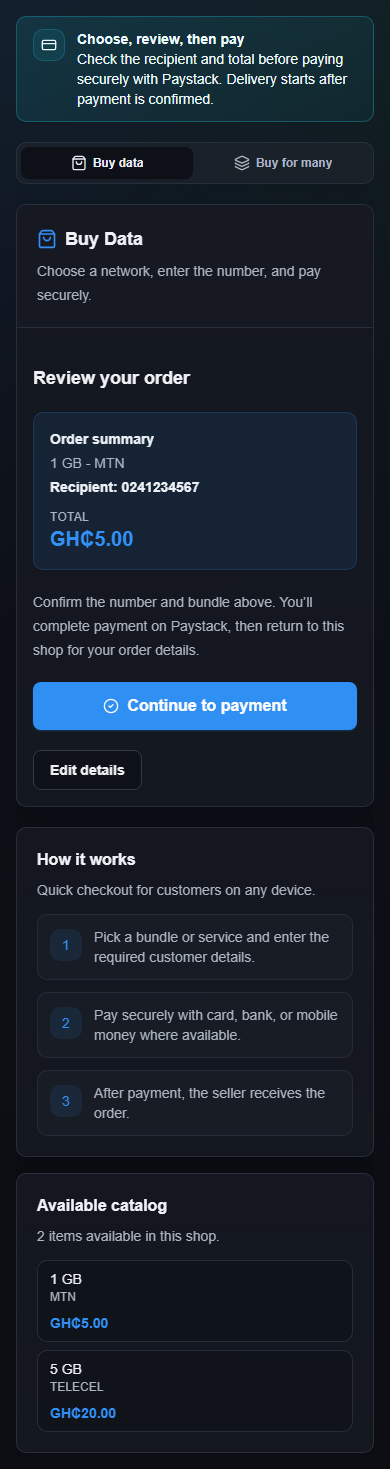 Choose, review, then pay
Check the recipient and total before paying
securely with Paystack. Delivery starts after
payment is confirmed.
Buy data
Buy for many
Buy Data
Choose a network, enter the number, and pay
securely.
Review your order
Order summary
1 GB - MTN
Recipient: 0241234567
TOTAL
GH₵5.00
Confirm the number and bundle above. You’ll
complete payment on Paystack, then return to this
shop for your order details.
Continue to payment
Edit details
How it works
Quick checkout for customers on any device.
1
Pick a bundle or service and enter the
required customer details.
2
Pay securely with card, bank, or mobile
money where available.
3
After payment, the seller receives the
order.
Available catalog
2 items available in this shop.
1 GB
MTN
GH₵5.00
5 GB
TELECEL
GH₵20.00